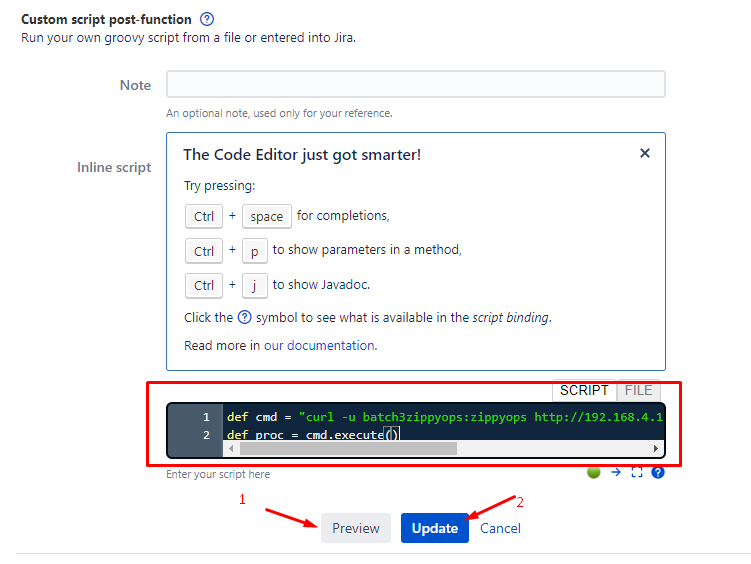 Custom script post-function
Run your own groovy script from a file or entered into Jira.
Note
An optional note, used only for your reference.
Inline script
The Code Editor just got smarter!
Try pressing:
Ctrl + space for completions,
Ctrl + p to show parameters in a method,
Ctrl + j to show Javadoc.
Click the ? symbol to see what is available in the script binding.
Read more in our documentation.
SCRIPT FILE
1 def cmd = "curl -u batch3zippyops:zippyops http://192.168.4.1
2 def proc = cmd.execute()
Enter your script here
1
2
Preview Update Cancel